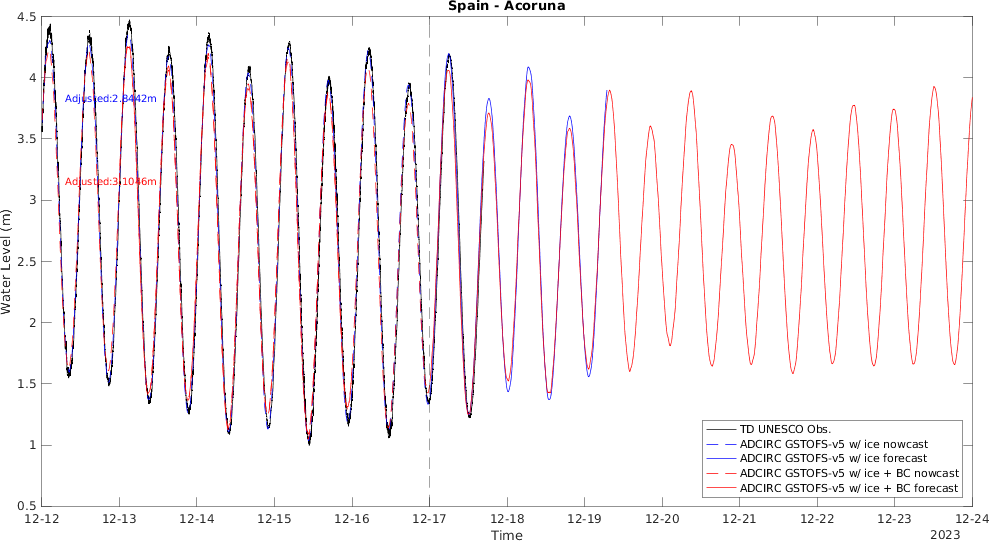 Spain - Acoruna
4.5
4
3.5
3
2.5
2
1.5
1
0.5
Water Level (m)
Adjusted:2.8442m
Adjusted:3.1046m
TD UNESCO Obs.
ADCIRC GSTOFS-v5 w/ ice nowcast
ADCIRC GSTOFS-v5 w/ ice forecast
ADCIRC GSTOFS-v5 w/ ice + BC nowcast
ADCIRC GSTOFS-v5 w/ ice + BC forecast
12-12 12-13 12-14 12-15 12-16 12-17 12-18 12-19 12-20 12-21 12-22 12-23 12-24
Time
2023